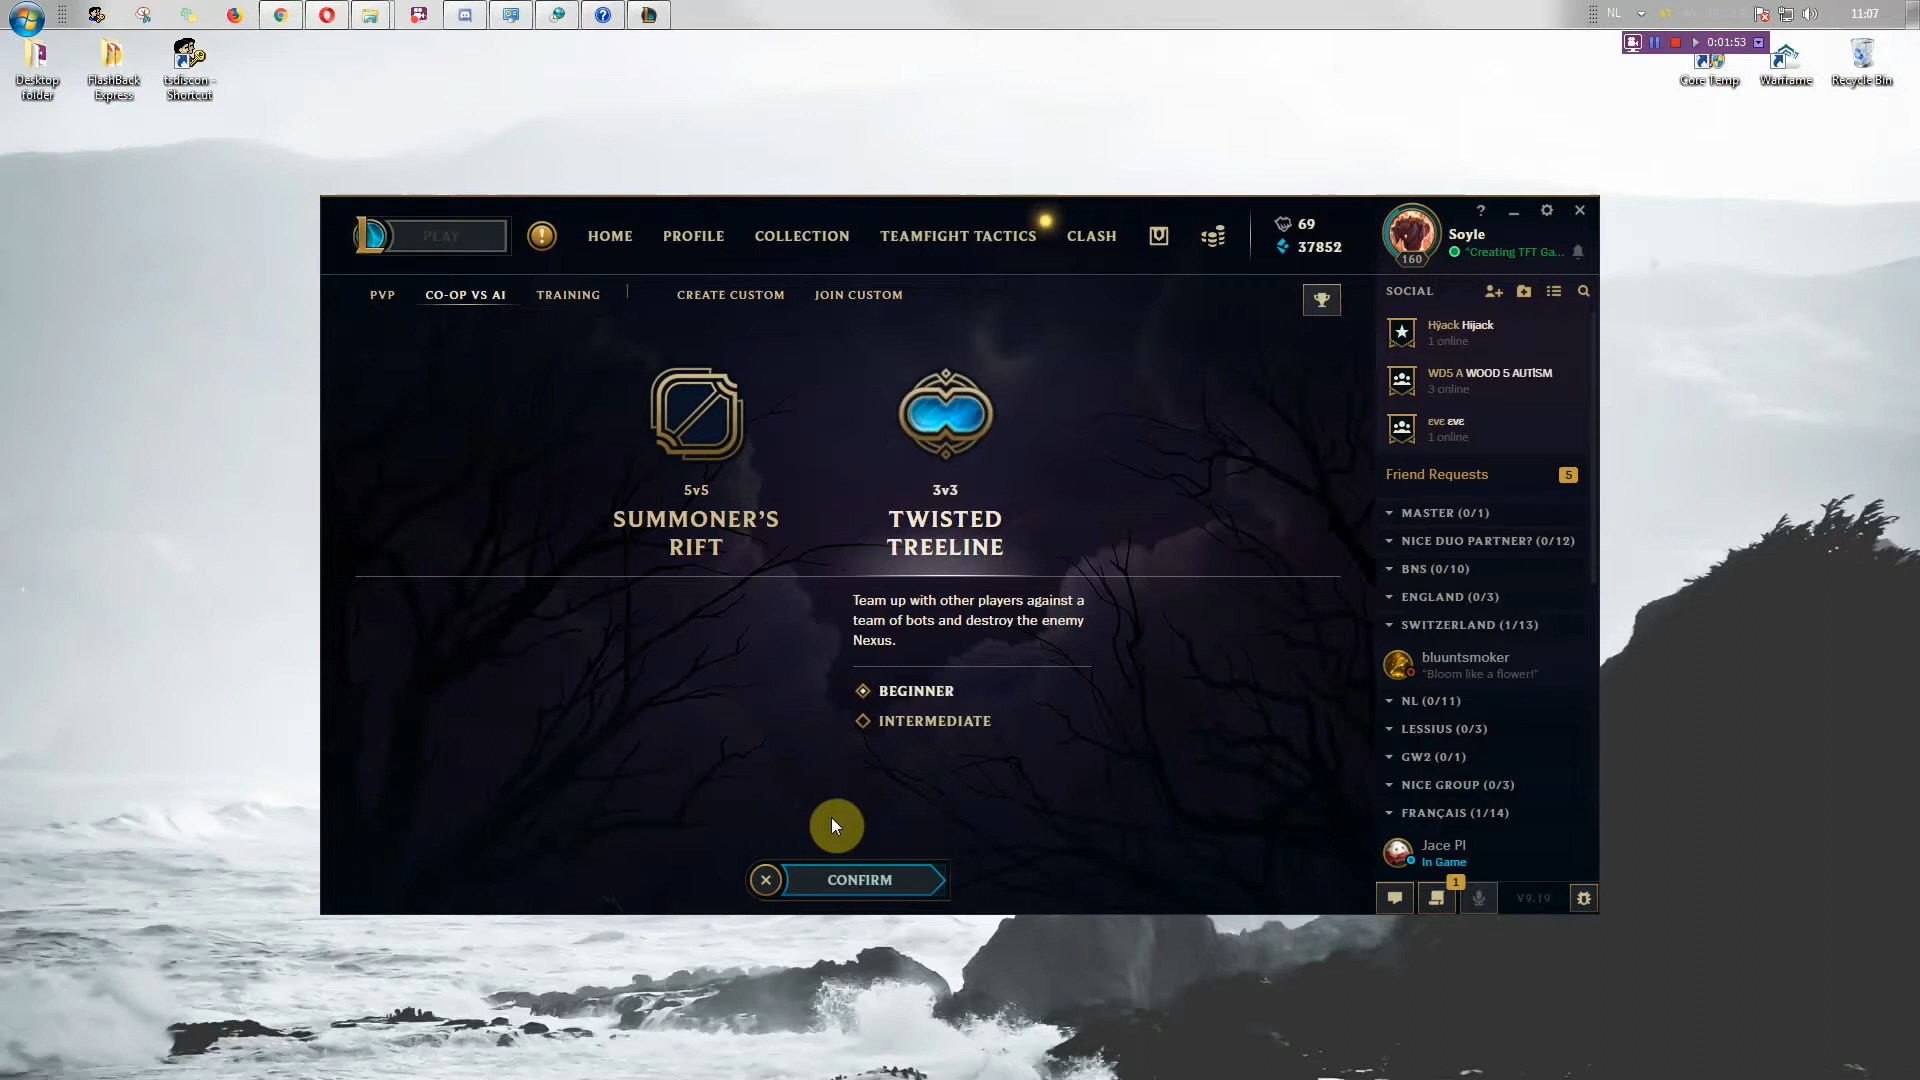 NL
11:07
0:01:53
Desktop
folder
FlashBack
Express
tsdiscon -
Shortcut
Core Temp
Warframe
Recycle Bin
PLAY
HOME
PROFILE
COLLECTION
TEAMFIGHT TACTICS
CLASH
69
37852
160
Soyle
"Creating TFT Ga...
PVP
CO-OP VS AI
TRAINING
CREATE CUSTOM
JOIN CUSTOM
SOCIAL
Hÿack Hijack
1 online
WD5 A WOOD 5 AUTISM
3 online
εvε εve
1 online
Friend Requests
5
MASTER (0/1)
NICE DUO PARTNER? (0/12)
BNS (0/10)
ENGLAND (0/3)
SWITZERLAND (1/13)
bluuntsmoker
"Bloom like a flower!"
NL (0/11)
LESSIUS (0/3)
GW2 (0/1)
NICE GROUP (0/3)
FRANÇAIS (1/14)
Jace Pl
In Game
1
V9.19
5v5
SUMMONER'S
RIFT
3v3
TWISTED
TREELINE
Team up with other players against a
team of bots and destroy the enemy
Nexus.
BEGINNER
INTERMEDIATE
CONFIRM